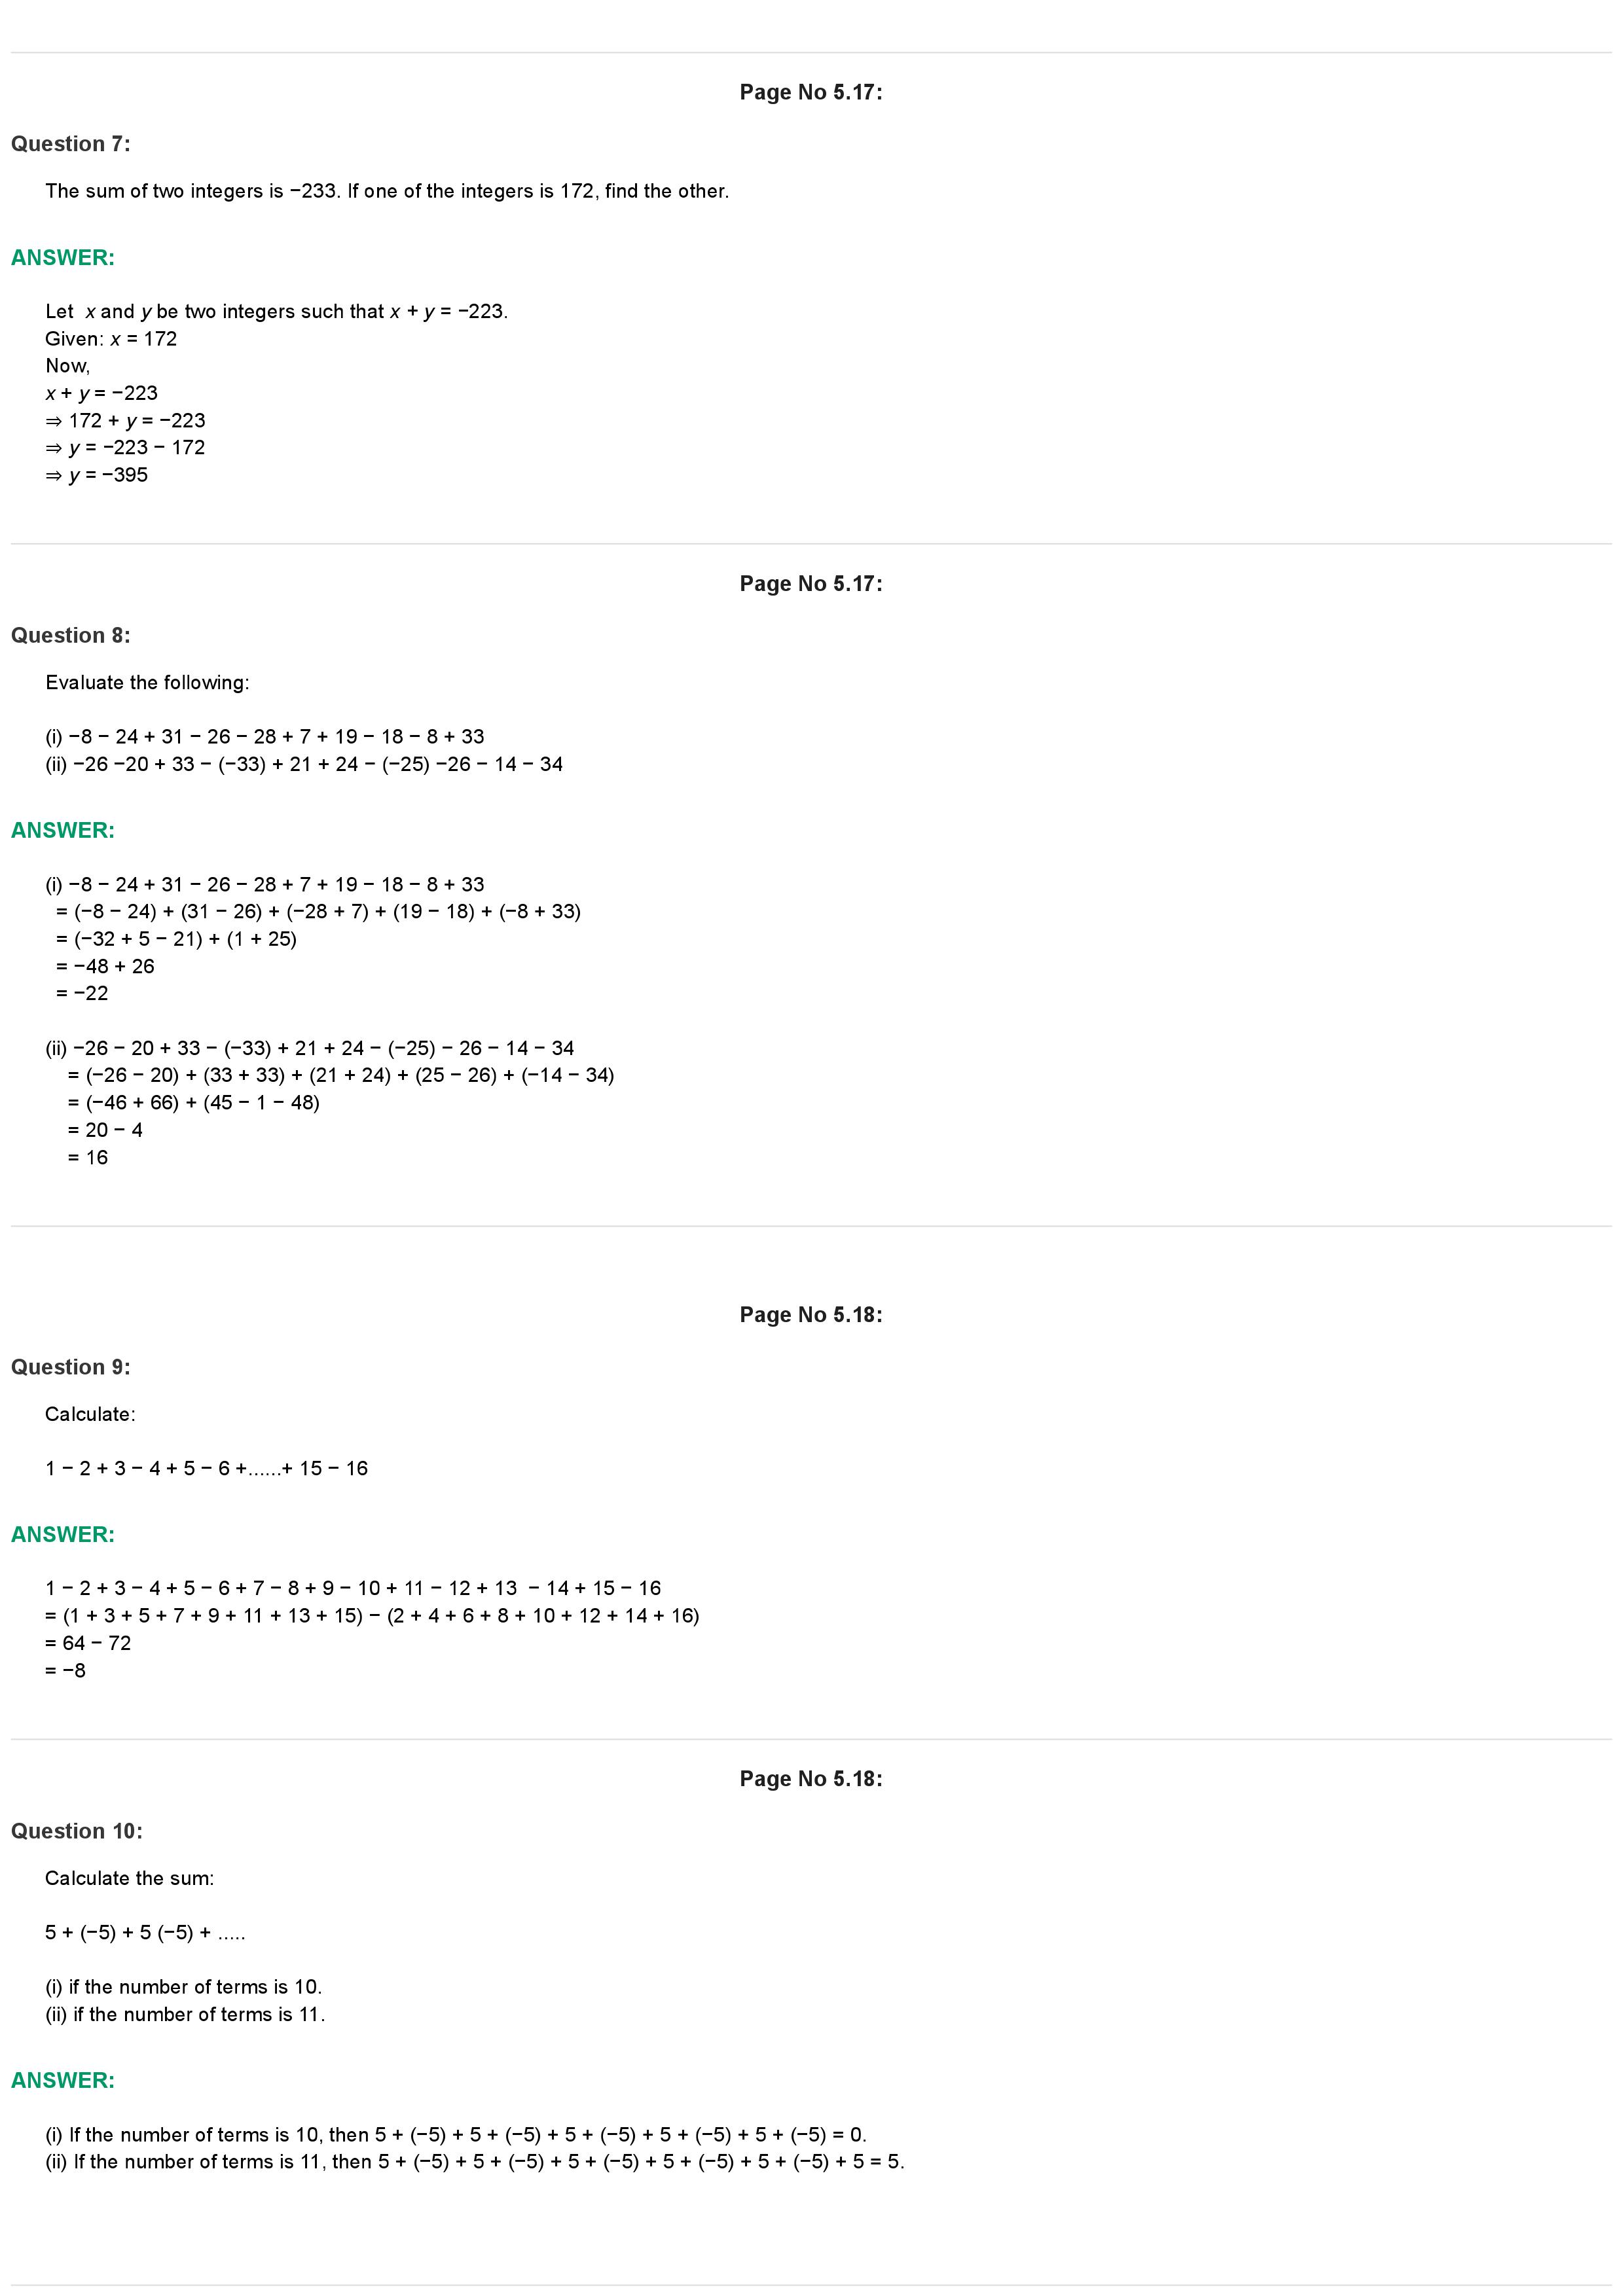 Page No 5.17:
Question 7:
The sum of two integers is −233. If one of the integers is 172, find the other.
ANSWER:
Let  x and y be two integers such that x + y = −223.
Given: x = 172
Now,
x + y = −223
⇒ 172 + y = −223
⇒ y = −223 − 172
⇒ y = −395
Page No 5.17:
Question 8:
Evaluate the following:
(i) −8 − 24 + 31 − 26 − 28 + 7 + 19 − 18 − 8 + 33
(ii) −26 −20 + 33 − (−33) + 21 + 24 − (−25) −26 − 14 − 34
ANSWER:
(i) −8 − 24 + 31 − 26 − 28 + 7 + 19 − 18 − 8 + 33
= (−8 − 24) + (31 − 26) + (−28 + 7) + (19 − 18) + (−8 + 33)
= (−32 + 5 − 21) + (1 + 25)
= −48 + 26
= −22
(ii) −26 − 20 + 33 − (−33) + 21 + 24 − (−25) − 26 − 14 − 34
= (−26 − 20) + (33 + 33) + (21 + 24) + (25 − 26) + (−14 − 34)
= (−46 + 66) + (45 − 1 − 48)
= 20 − 4
= 16
Page No 5.18:
Question 9:
Calculate:
1 − 2 + 3 − 4 + 5 − 6 +......+ 15 − 16
ANSWER:
1 − 2 + 3 − 4 + 5 − 6 + 7 − 8 + 9 − 10 + 11 − 12 + 13  − 14 + 15 − 16
= (1 + 3 + 5 + 7 + 9 + 11 + 13 + 15) − (2 + 4 + 6 + 8 + 10 + 12 + 14 + 16)
= 64 − 72
= −8
Page No 5.18:
Question 10:
Calculate the sum:
5 + (−5) + 5 (−5) + .....
(i) if the number of terms is 10.
(ii) if the number of terms is 11.
ANSWER:
(i) If the number of terms is 10, then 5 + (−5) + 5 + (−5) + 5 + (−5) + 5 + (−5) + 5 + (−5) = 0.
(ii) If the number of terms is 11, then 5 + (−5) + 5 + (−5) + 5 + (−5) + 5 + (−5) + 5 + (−5) + 5 = 5.